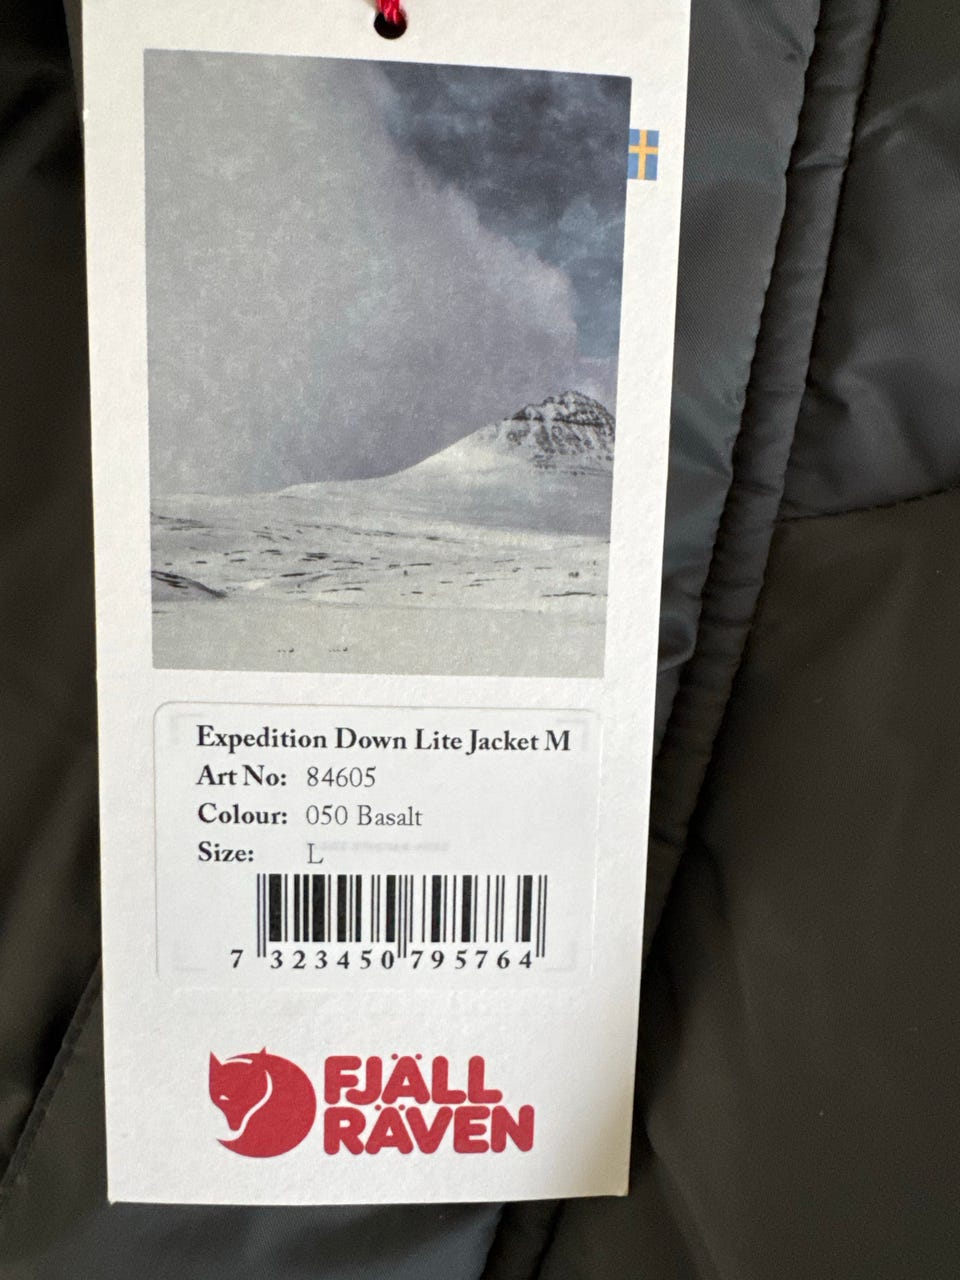 Expedition Down Lite Jacket M
Art No: 84605
Colour: 050 Basalt
Size: L
7 323450 795764
FJÄLL
RÄVEN